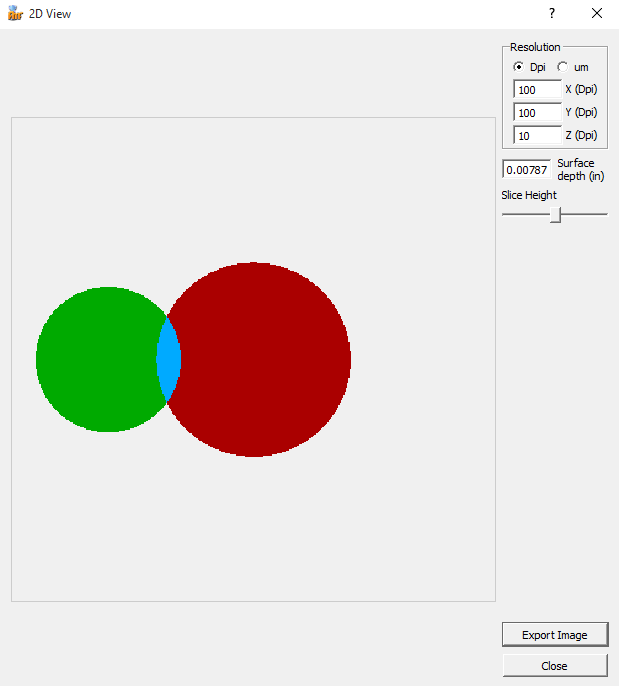 2D View
?
Resolution
Dpi
um
100
X (Dpi)
100
Y (Dpi)
10
Z (Dpi)
0.00787
Surface
depth (in)
Slice Height
Export Image
Close